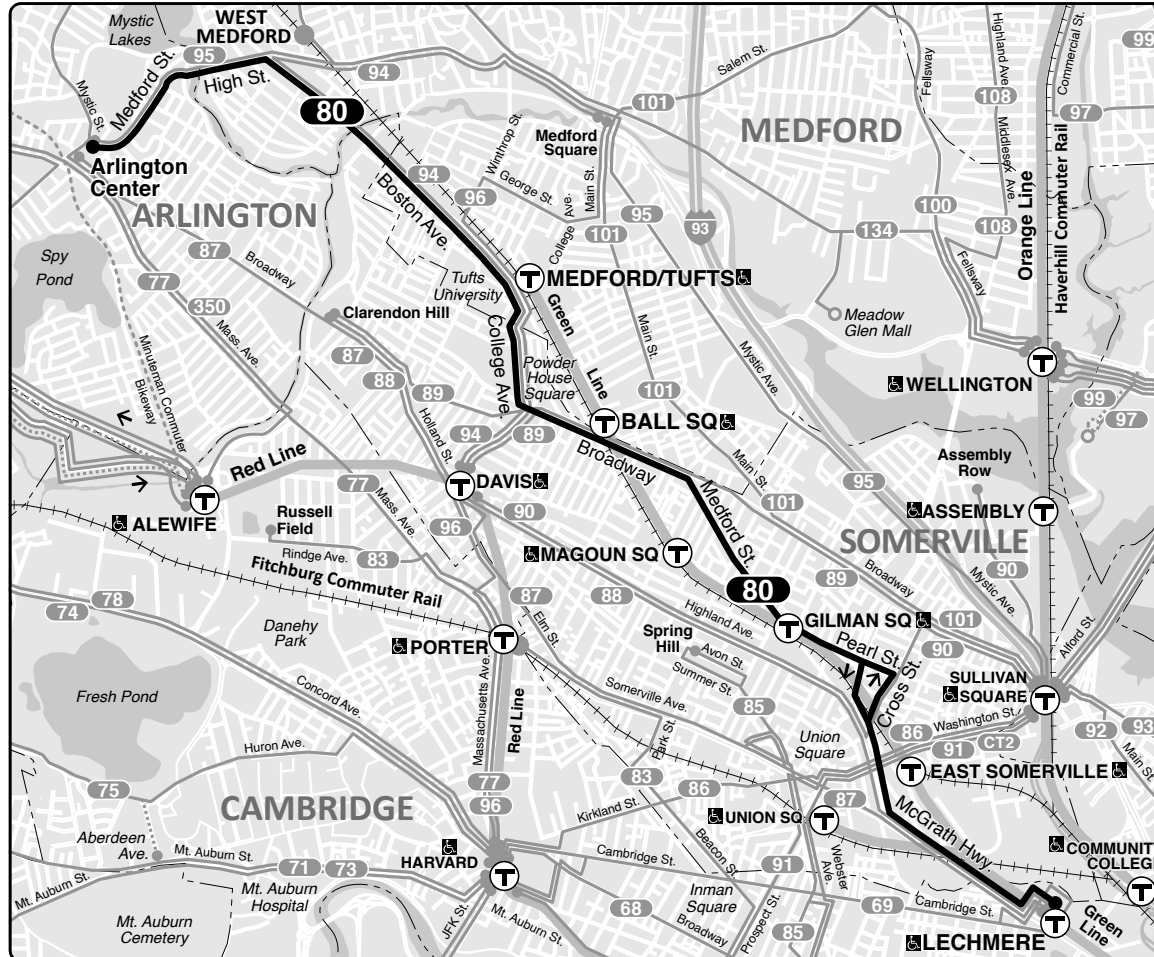 WEST
MEDFORD
Mystic
Lakes
95
94
Medford St.
High St.
Mystic St.
80
Arlington
Center
ARLINGTON
Salem St.
101
Medford
Square
MEDFORD
Fellsway
Highland Ave.
108
Middlesex Ave.
108
Commercial St.
99
97
Orange Line
Haverhill Commuter Rail
Winthrop St.
George St.
Main St.
College Ave.
94
96
101
95
93
134
100
Fellsway
Boston Ave.
Spy
Pond
87
Broadway
77
350
Mass. Ave.
Minuteman Commuter
Bikeway
Clarendon Hill
Tufts
University
T
MEDFORD/TUFTS
Green
Line
College Ave.
Powder
House
Square
Main St.
Mystic Ave.
Meadow
Glen Mall
T
WELLINGTON
99
97
87
88
89
101
Holland St.
94
89
T
BALL SQ
Broadway
Main St.
101
95
Assembly
Row
ASSEMBLY
T
SOMERVILLE
Red Line
T
ALEWIFE
77
Mass. Ave.
T
DAVIS
90
96
Russell
Field
Rindge Ave.
83
Fitchburg Commuter Rail
MAGOUN SQ
T
Medford St.
80
89
Broadway
90
Mystic Ave.
Alford St.
74
78
Danehy
Park
87
Elm St.
88
Highland Ave.
T
GILMAN SQ
101
90
PORTER
T
Spring
Hill
Avon St.
Summer St.
Pearl St.
Cross St.
SULLIVAN
SQUARE
T
Fresh Pond
Concord Ave.
Massachusetts Ave.
Red Line
Somerville Ave.
85
Park St.
Union
Square
86
Washington St.
91
CT2
92
93
Main St.
Huron Ave.
75
77
96
83
86
Kirkland St.
T
EAST SOMERVILLE
CAMBRIDGE
UNION SQ
T
87
McGrath Hwy
Aberdeen
Ave.
Mt. Auburn St.
71
73
HARVARD
T
Cambridge St.
Beacon St.
91
Webster
Ave.
COMMUNITY
COLLEGE
T
Mt. Auburn St.
Mt. Auburn
Hospital
Mt. Auburn
Cemetery
JFK St.
Mt. Auburn St.
68
Inman
Square
Broadway
Prospect St.
85
69
Cambridge St.
LECHMERE
T
Green
Line